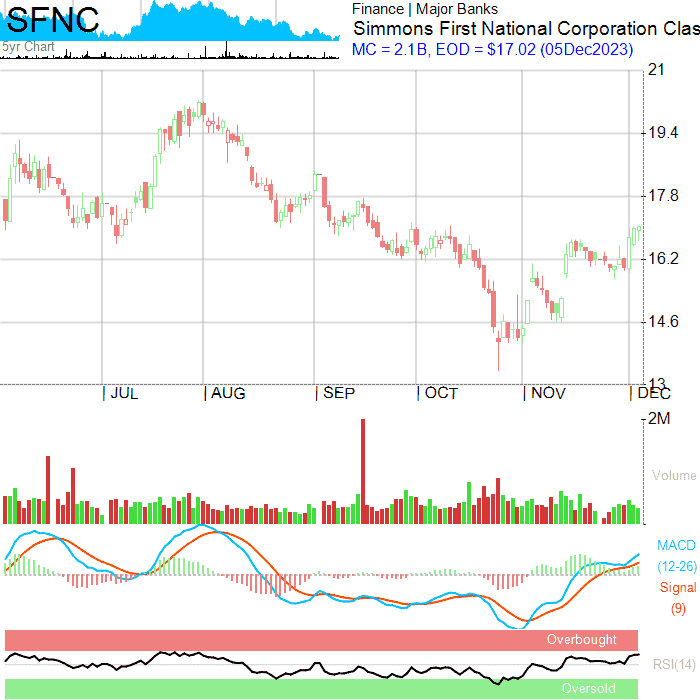 SFNC
5yr Chart
Finance | Major Banks
Simmons First National Corporation Clas
MC = 2.1B, EOD = $17.02 (05Dec2023)
21
19.4
17.8
16.2
14.6
13
| JUL | AUG | SEP | OCT | NOV | DEC
2M
Volume
MACD
(12-26)
Signal
(9)
Overbought
RSI(14)
Oversold